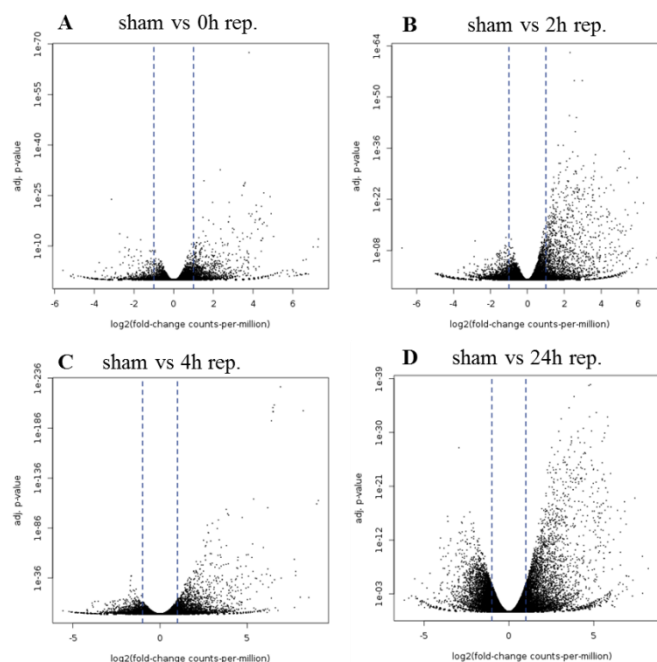 A sham vs 0h rep.
1e-70
1e-55
1e-40
1e-25
1e-10
adj. p-value
-6 -4 -2 0 2 4 6
log2(fold-change counts-per-million)
B sham vs 2h rep.
1e-64
1e-50
1e-36
1e-22
1e-08
adj. p-value
-6 -4 -2 0 2 4 6
log2(fold-change counts-per-million)
C sham vs 4h rep.
1e-236
1e-186
1e-136
1e-86
1e-36
adj. p-value
-5 0 5
log2(fold-change counts-per-million)
D sham vs 24h rep.
1e-39
1e-30
1e-21
1e-12
1e-03
adj. p-value
-5 0 5
log2(fold-change counts-per-million)